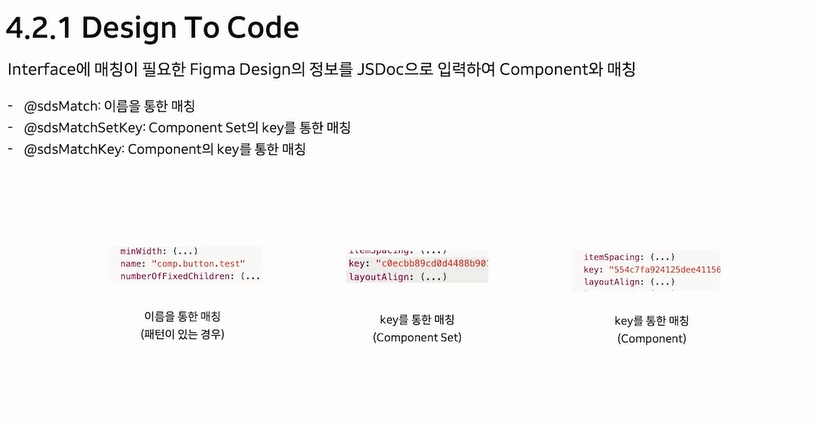 4.2.1 Design To Code
Interface에 매칭이 필요한 Figma Design의 정보를 JSDoc으로 입력하여 Component와 매칭
- @sdsMatch: 이름을 통한 매칭
- @sdsMatchSetKey: Component Set의 key를 통한 매칭
- @sdsMatchKey: Component의 key를 통한 매칭
minWidth: (...)
name: "comp.button.test"
numberOfFixedChildren: (...
이름을 통한 매칭
(패턴이 있는 경우)
itemSpacing: (...)
key: "c0ecbb89cd0d4488b90
layoutAlign: (...)
key를 통한 매칭
(Component Set)
itemSpacing: (...)
key: "554c7fa924125dee41156
layoutAlign: (...)
key를 통한 매칭
(Component)